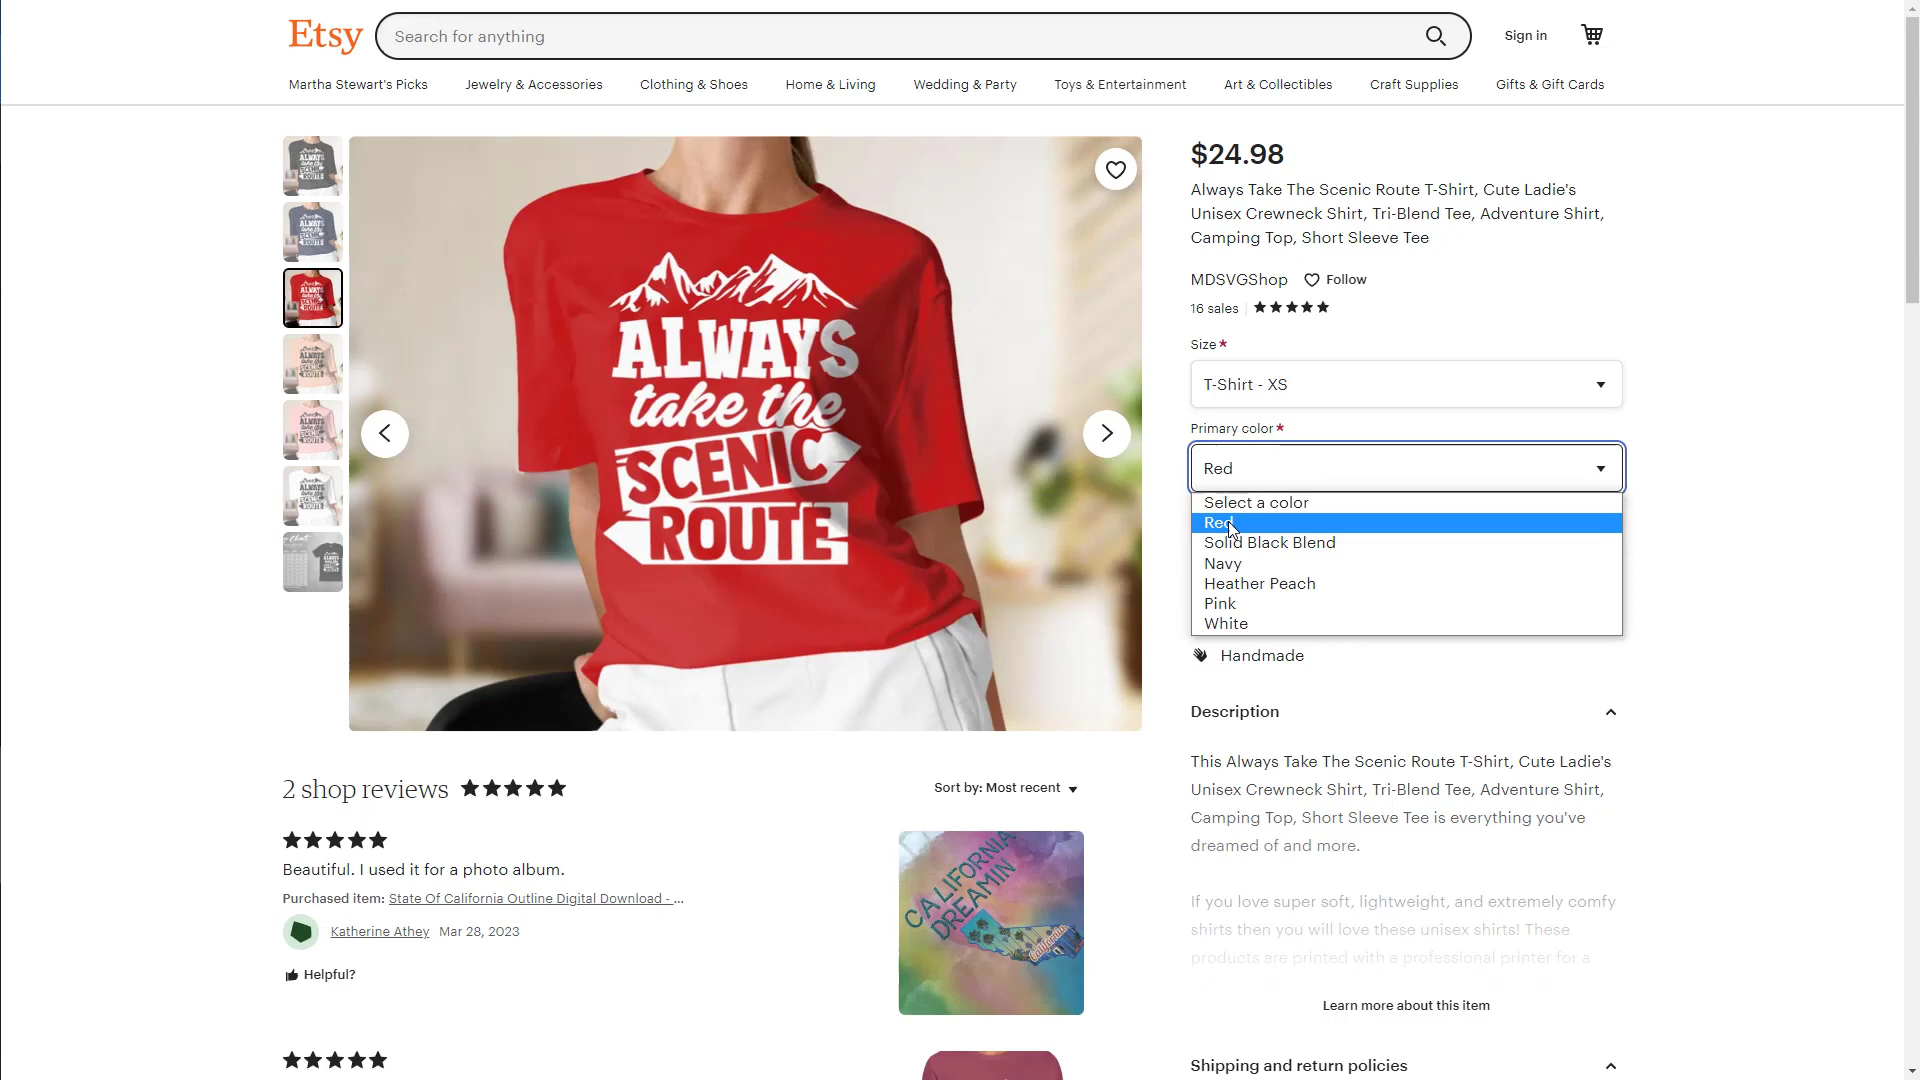 Etsy
Search for anything
Sign in
Martha Stewart's Picks
Jewelry & Accessories
Clothing & Shoes
Home & Living
Wedding & Party
Toys & Entertainment
Art & Collectibles
Craft Supplies
Gifts & Gift Cards
ALWAYS
take the
SCENIC
ROUTE
$24.98
Always Take The Scenic Route T-Shirt, Cute Ladie's
Unisex Crewneck Shirt, Tri-Blend Tee, Adventure Shirt,
Camping Top, Short Sleeve Tee
MDSVGShop
Follow
16 sales
Size *
T-Shirt - XS
Primary color *
Red
Select a color
Red
Solid Black Blend
Navy
Heather Peach
Pink
White
Handmade
Description
This Always Take The Scenic Route T-Shirt, Cute Ladie's
Unisex Crewneck Shirt, Tri-Blend Tee, Adventure Shirt,
Camping Top, Short Sleeve Tee is everything you've
dreamed of and more.
If you love super soft, lightweight, and extremely comfy
shirts then you will love these unisex shirts! These
products are printed with a professional printer for a
Learn more about this item
Shipping and return policies
2 shop reviews
Sort by: Most recent
Beautiful. I used it for a photo album.
Purchased item: State Of California Outline Digital Download - ...
Katherine Athey Mar 28, 2023
Helpful?
CALIFORNIA
DREAMIN
California